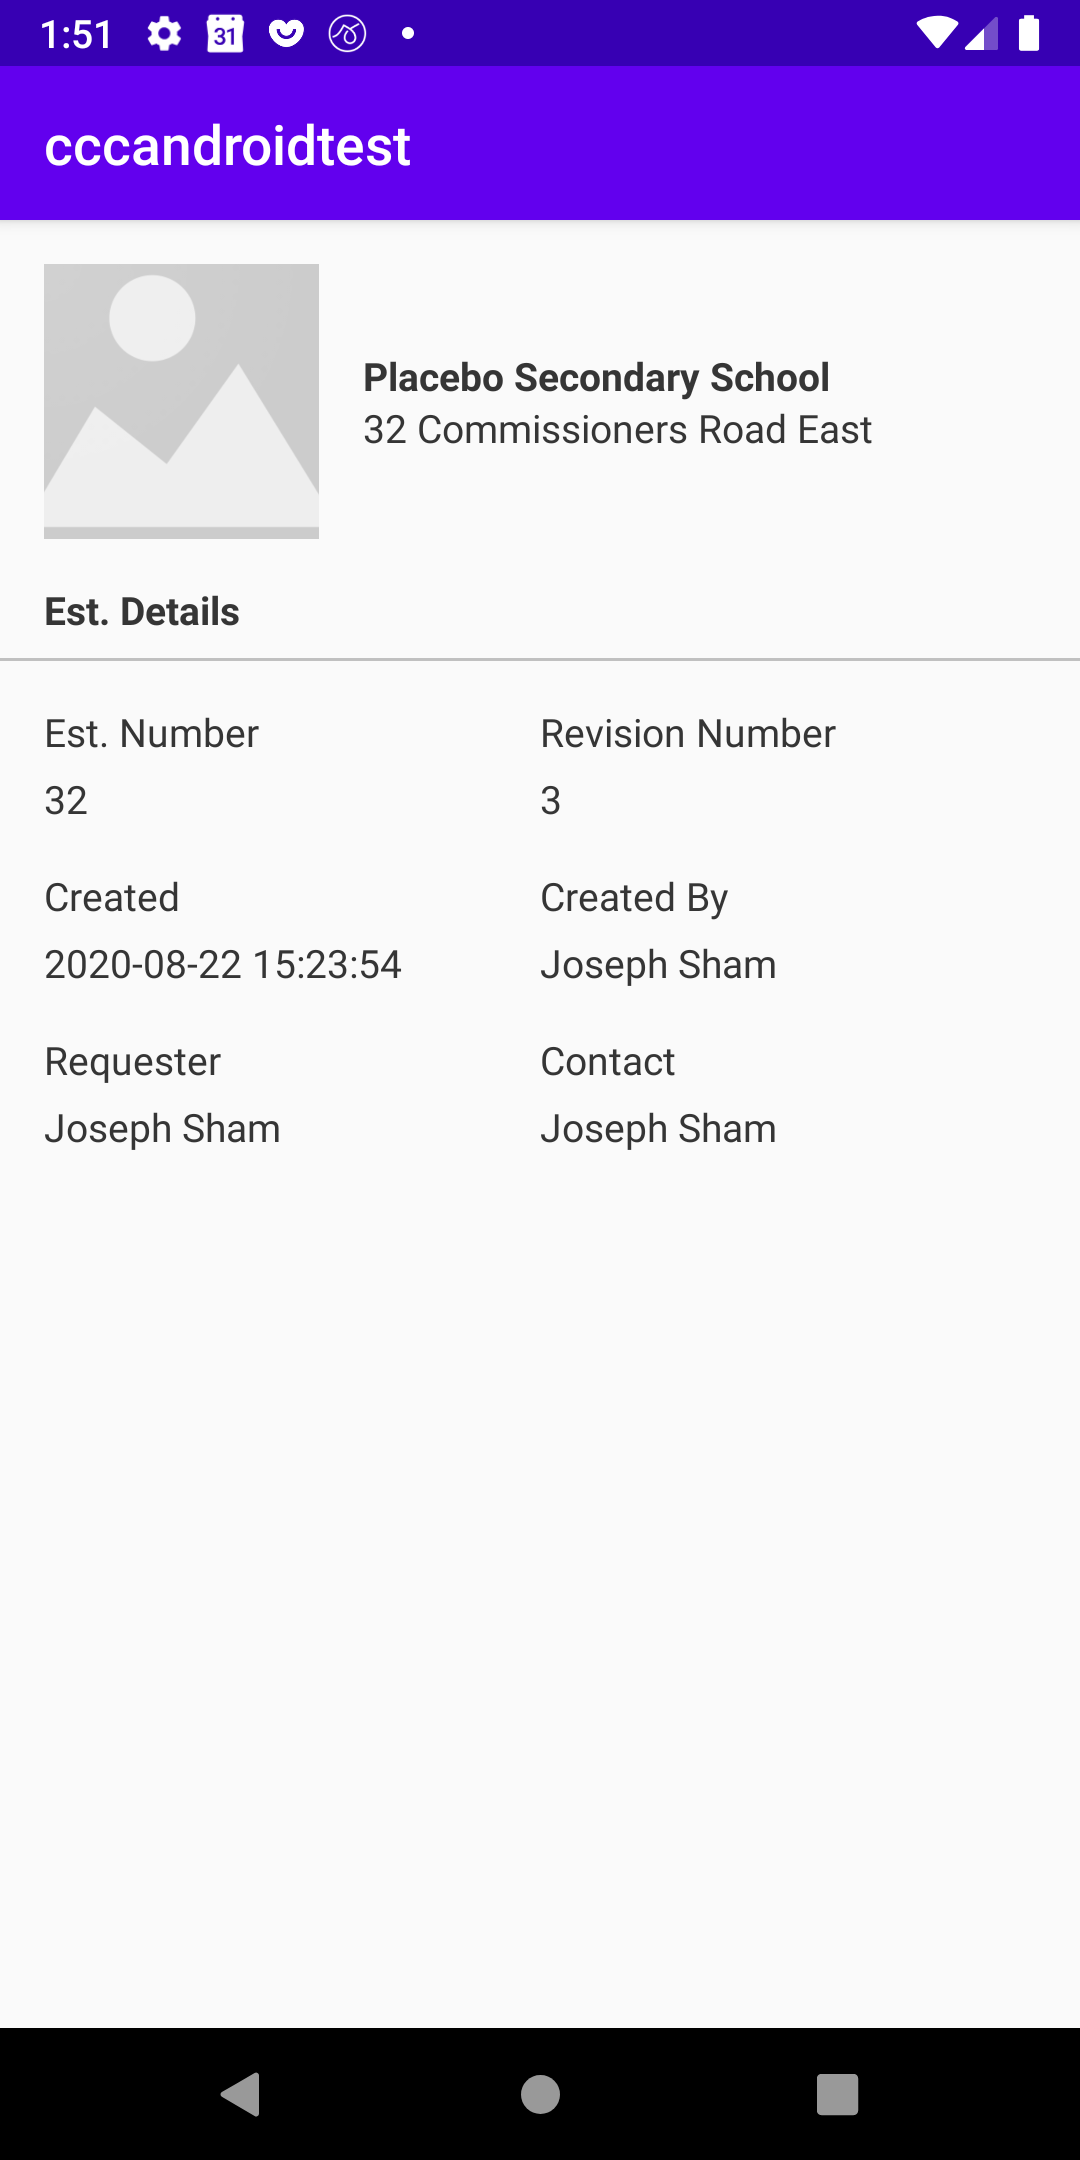 1:51
31
cccandroidtest
Placebo Secondary School
32 Commissioners Road East
Est. Details
Est. Number
Revision Number
32
3
Created
Created By
2020-08-22 15:23:54
Joseph Sham
Requester
Contact
Joseph Sham
Joseph Sham